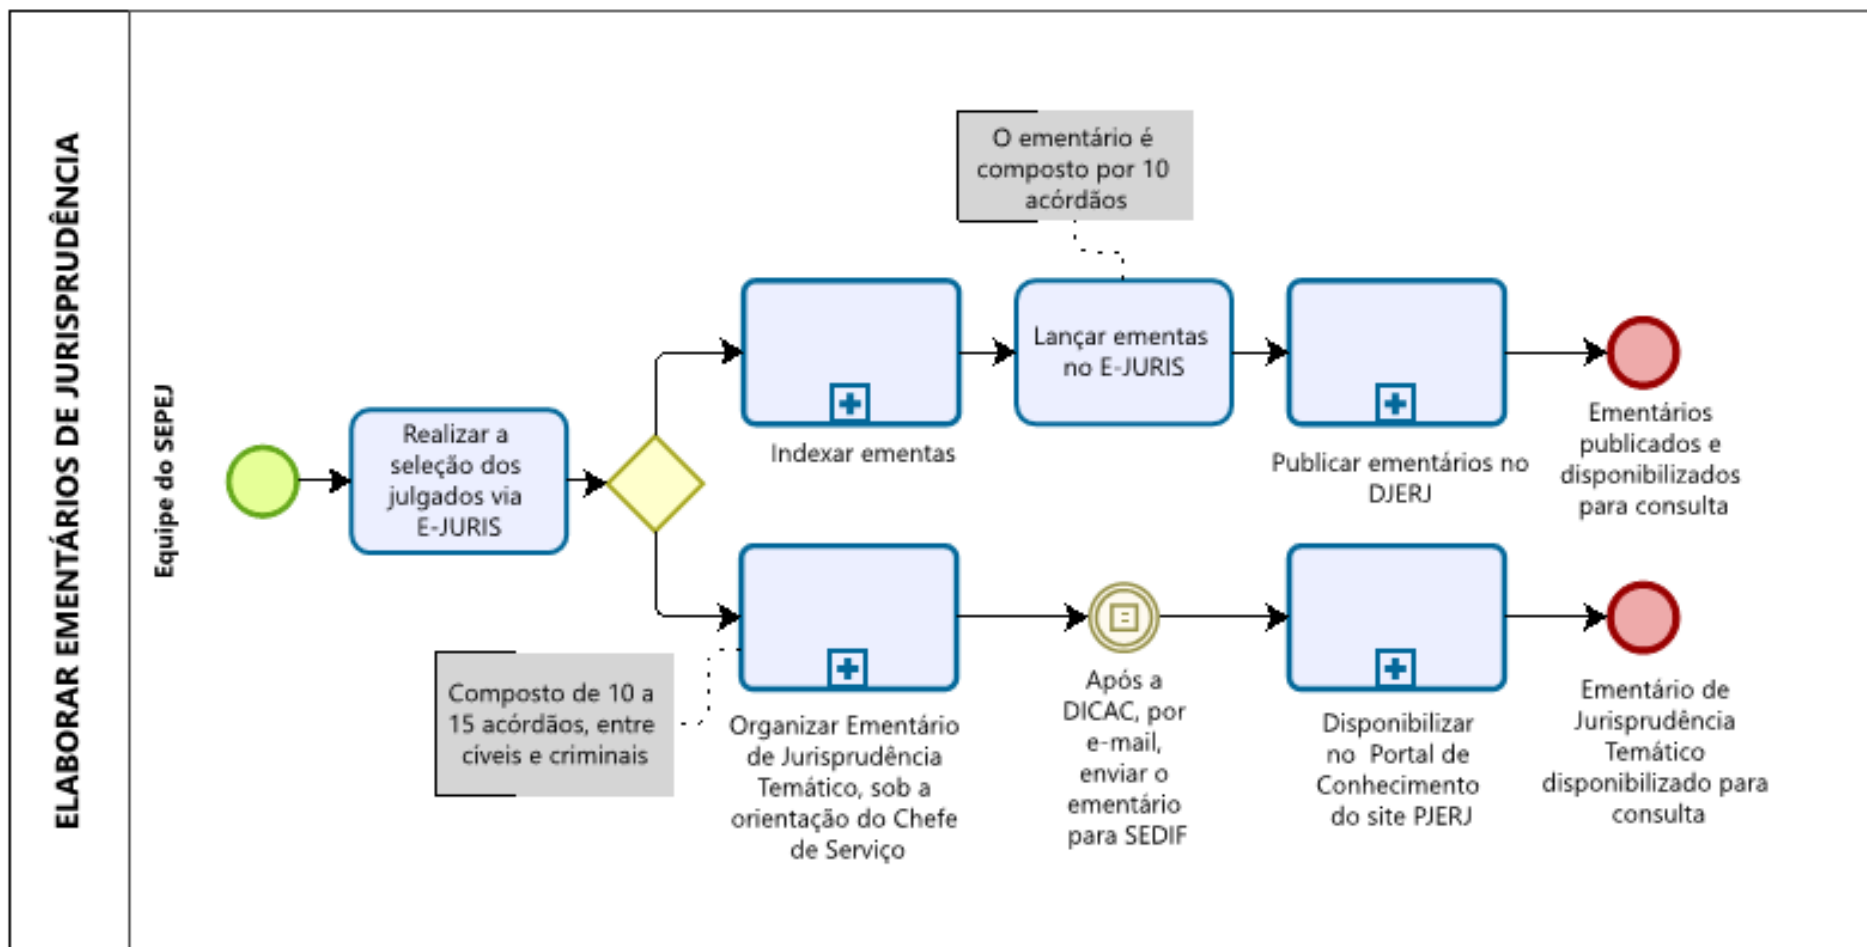 ELABORAR EMENTÁRIOS DE JURISPRUDÊNCIA
Equipe do SEPEJ
Realizar a
seleção dos
julgados via
E-JURIS
O ementário é
composto por 10
acórdãos
Indexar ementas
Lançar ementas
no E-JURIS
Publicar ementários no
DJERJ
Ementários
publicados e
disponibilizados
para consulta
Composto de 10 a
15 acórdãos, entre
cíveis e criminais
Organizar Ementário
de Jurisprudência
Temático, sob a
orientação do Chefe
de Serviço
Após a
DICAC, por
e-mail,
enviar o
ementário
para SEDIF
Disponibilizar
no Portal de
Conhecimento
do site PJERJ
Ementário de
Jurisprudência
Temático
disponibilizado para
consulta